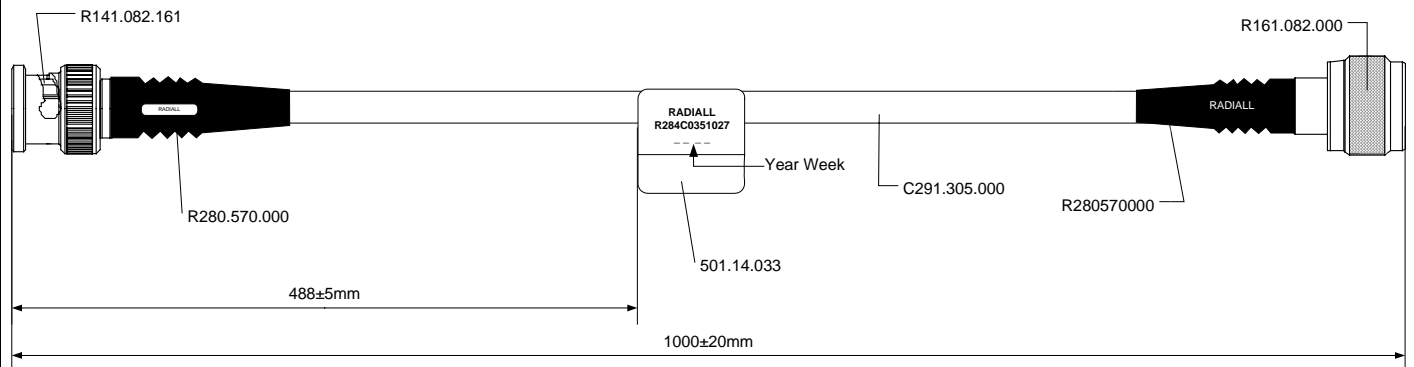 R141.082.161
R161.082.000
RADIALL
RADIALL
R284C0351027
RADIALL
Year Week
C291.305.000
R280570000
R280.570.000
501.14.033
488±5mm
1000±20mm